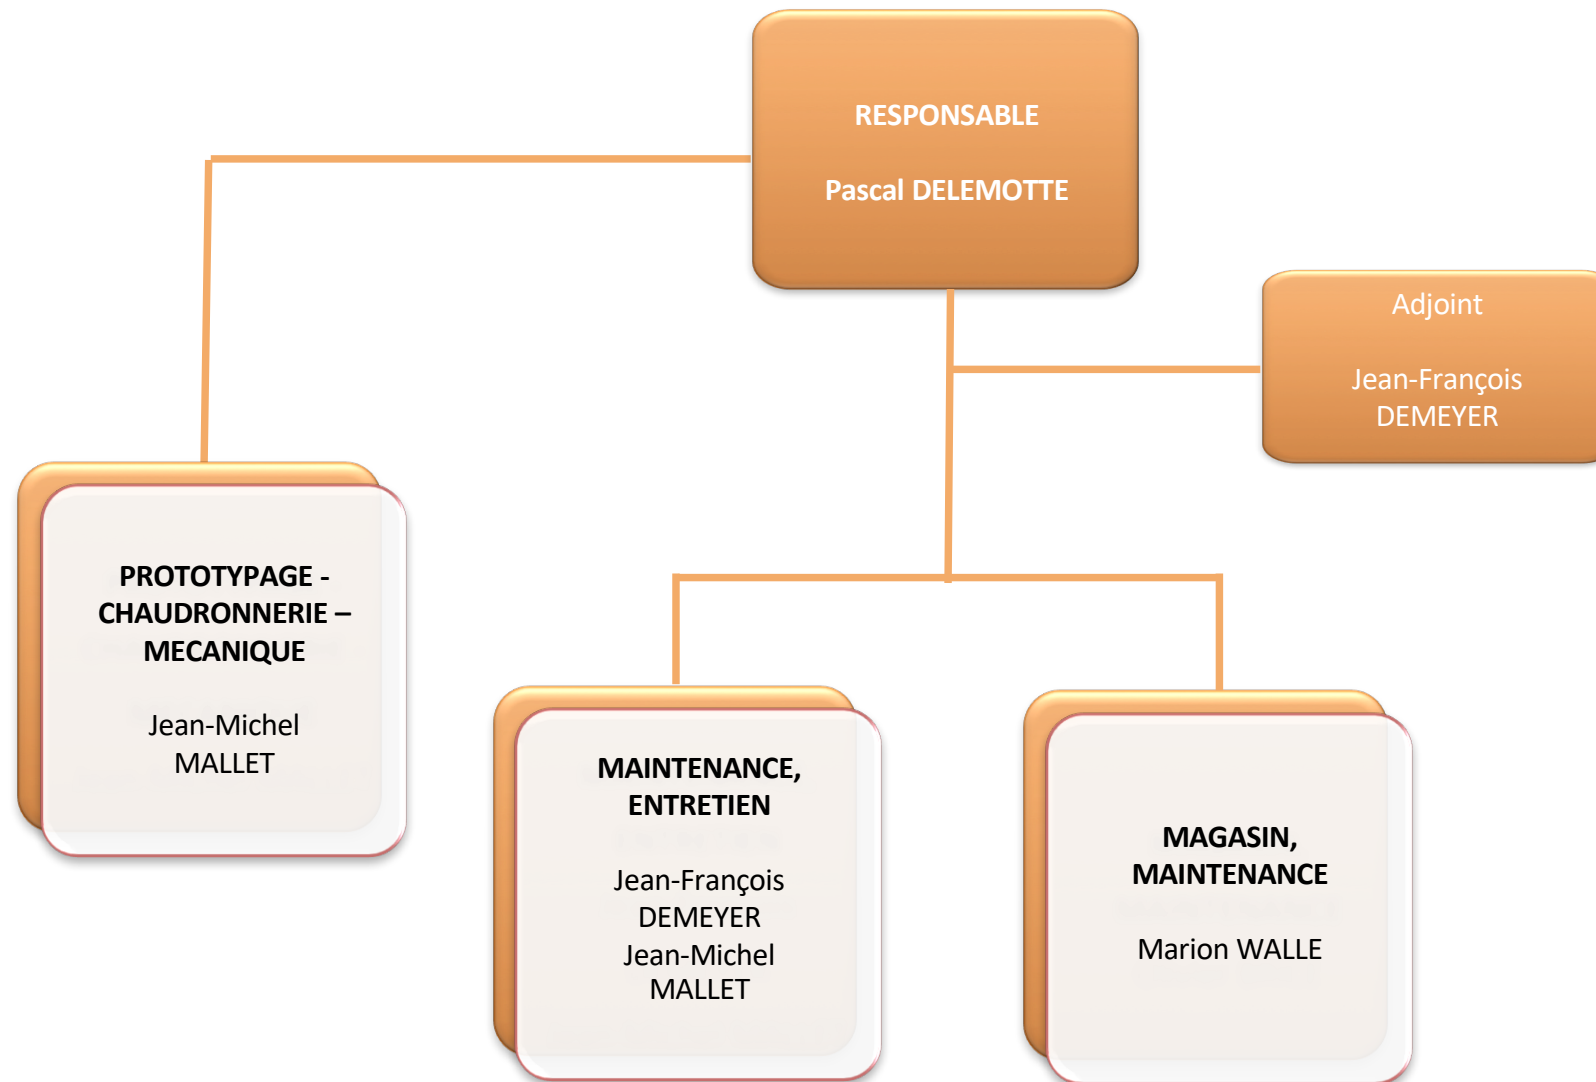 RESPONSABLE
Pascal DELEMOTTE
Adjoint
Jean-François
DEMEYER
PROTOTYPAGE -
CHAUDRONNERIE –
MECANIQUE
Jean-Michel
MALLET
MAINTENANCE,
ENTRETIEN
Jean-François
DEMEYER
Jean-Michel
MALLET
MAGASIN,
MAINTENANCE
Marion WALLE